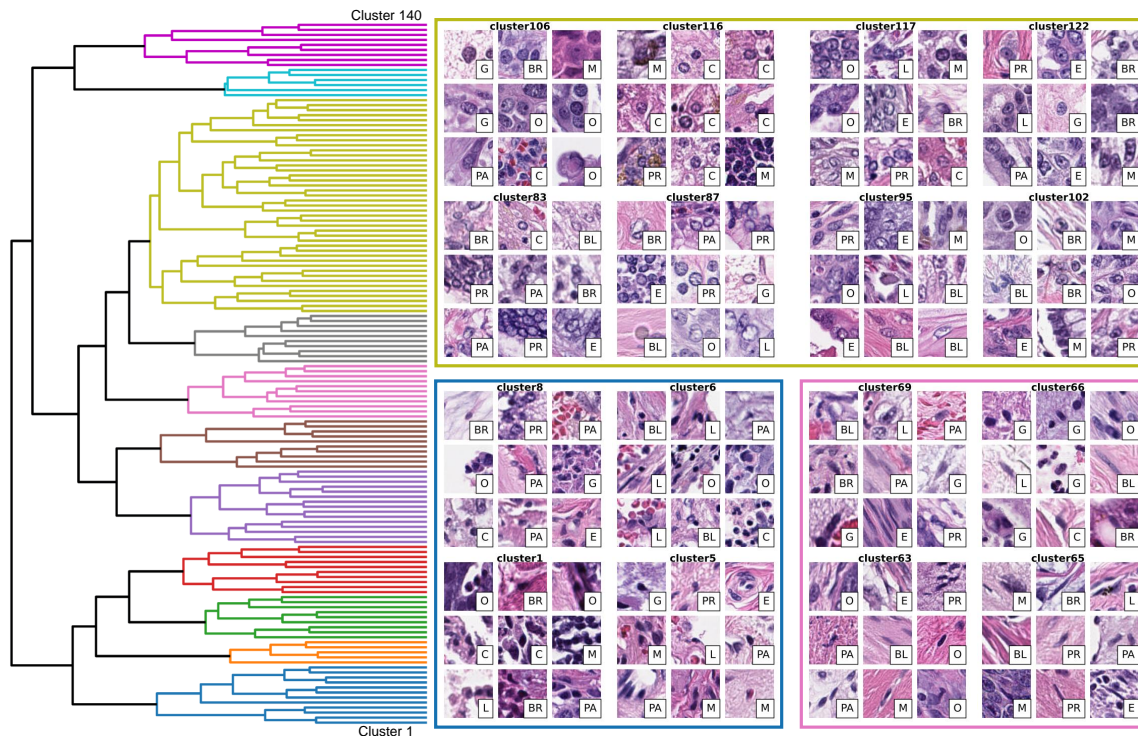 Cluster 140
cluster106 cluster116 cluster117 cluster122
G BR M M C C O L M PR E BR
G O O C C C O E BR L G BR
PA C O PR C M M PR C PA E M
cluster83 cluster87 cluster95 cluster102
BR C BL BR PA PR PR E M O BR M
PR PA BR E PR G O L BL BL BR O
PA PR E BL O L E BL BL E M PR
cluster8 cluster6 cluster69 cluster66
BR PR PA BL L PA BL L PA G G O
O PA G L O O BR PA G L G BL
C PA E L BL C G E PR G C BR
cluster1 cluster5 cluster63 cluster65
O BR O G PR E O E PR M BR L
C C M M L PA PA BL O BL PR PA
L BR PA PA M M PA M O M PR E
Cluster 1